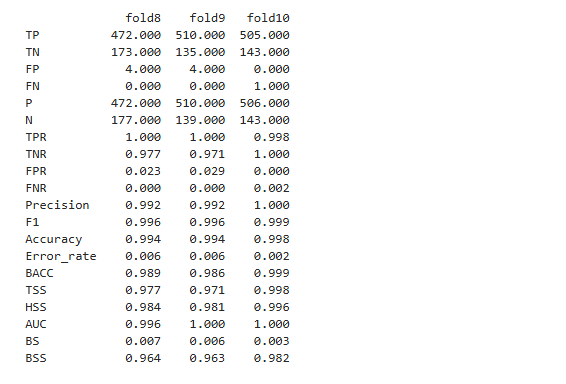 fold8 fold9 fold10
TP 472.000 510.000 505.000
TN 173.000 135.000 143.000
FP 4.000 4.000 0.000
FN 0.000 0.000 1.000
P 472.000 510.000 506.000
N 177.000 139.000 143.000
TPR 1.000 1.000 0.998
TNR 0.977 0.971 1.000
FPR 0.023 0.029 0.000
FNR 0.000 0.000 0.002
Precision 0.992 0.992 1.000
F1 0.996 0.996 0.999
Accuracy 0.994 0.994 0.998
Error_rate 0.006 0.006 0.002
BACC 0.989 0.986 0.999
TSS 0.977 0.971 0.998
HSS 0.984 0.981 0.996
AUC 0.996 1.000 1.000
BS 0.007 0.006 0.003
BSS 0.964 0.963 0.982